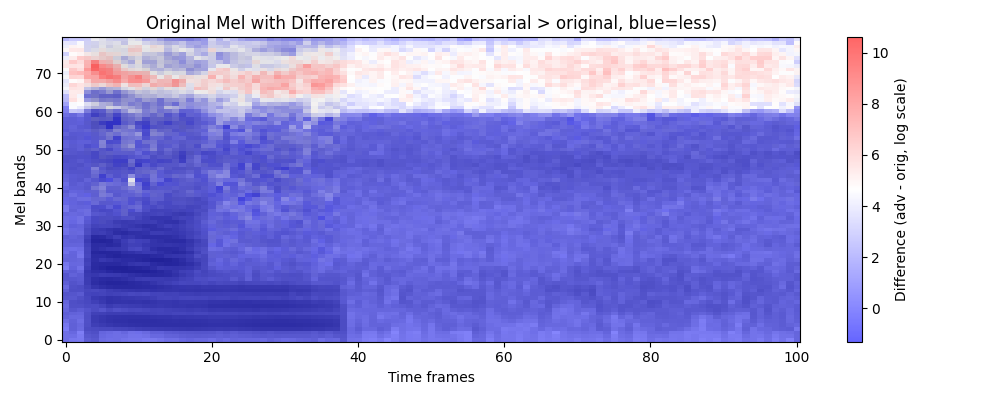 Original Mel with Differences (red=adversarial > original, blue=less)
Mel bands
70
60
50
40
30
20
10
0
0 20 40 60 80 100
Time frames
10
8
6
4
2
0
Difference (adv - orig, log scale)